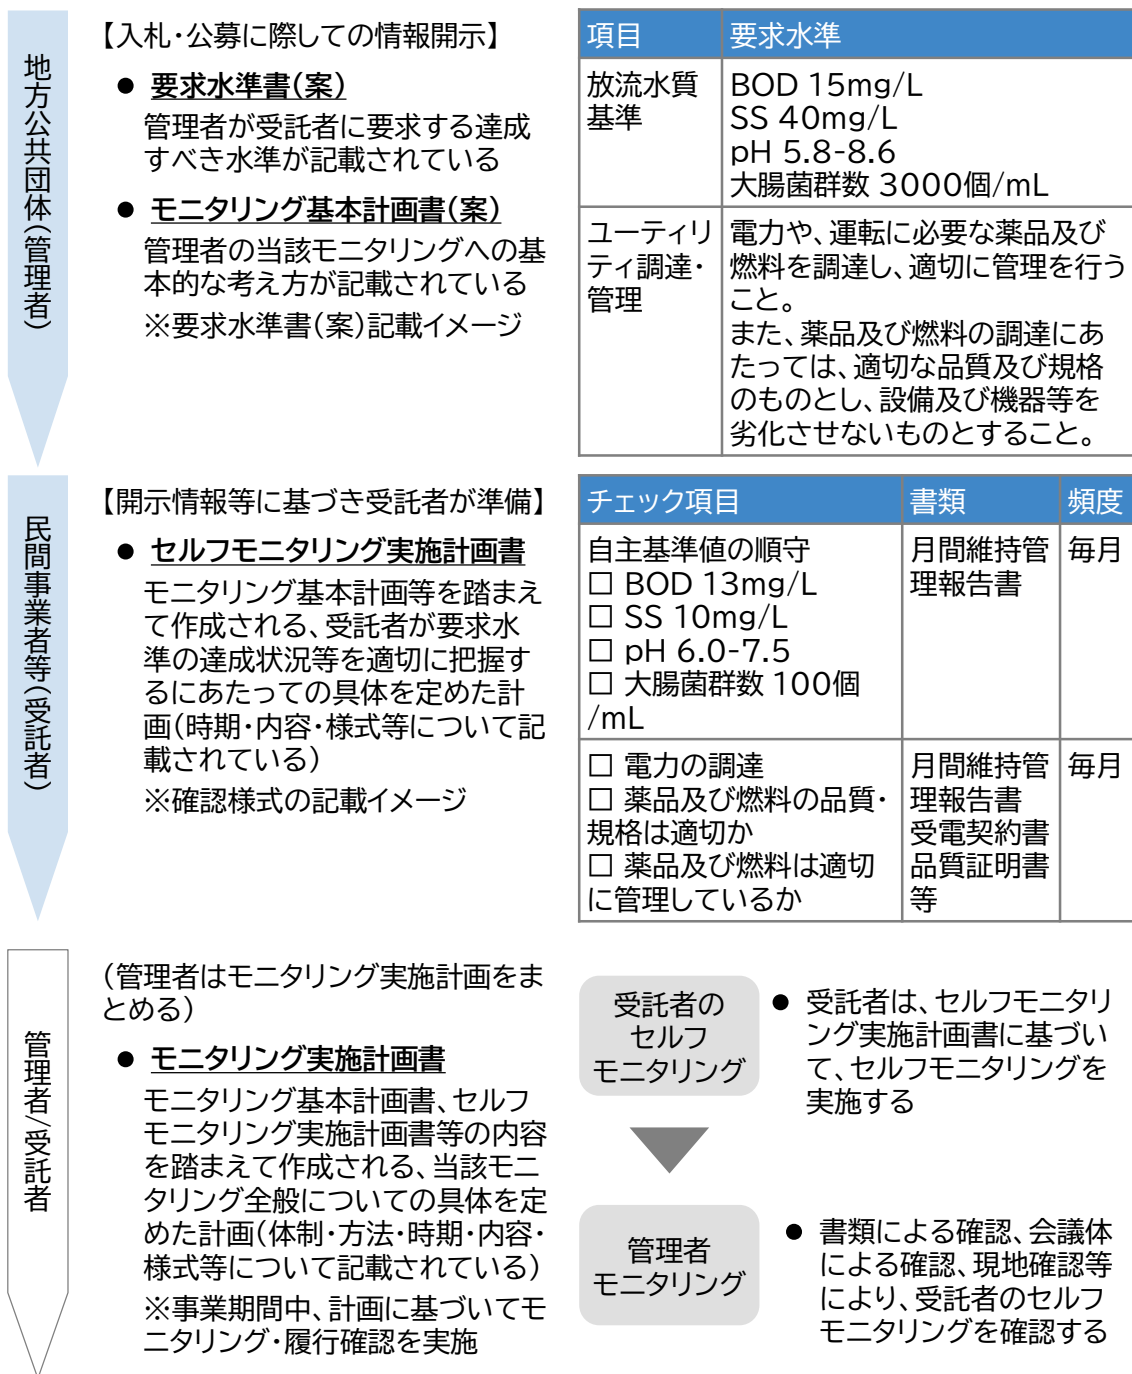 地方公共団体(管理者)
【入札・公募に際しての情報開示】
● 要求水準書(案)
管理者が受託者に要求する達成
すべき水準が記載されている
● モニタリング基本計画書(案)
管理者の当該モニタリングへの基
本的な考え方が記載されている
※要求水準書(案)記載イメージ
項目 要求水準
放流水質
基準
BOD 15mg/L
SS 40mg/L
pH 5.8-8.6
大腸菌群数 3000個/mL
ユーティリ
ティ調達・
管理
電力や、運転に必要な薬品及び
燃料を調達し、適切に管理を行う
こと。
また、薬品及び燃料の調達にあ
たっては、適切な品質及び規格
のものとし、設備及び機器等を
劣化させないものとすること。
民間事業者等(受託者)
【開示情報等に基づき受託者が準備】
● セルフモニタリング実施計画書
モニタリング基本計画等を踏まえ
て作成される、受託者が要求水
準の達成状況等を適切に把握す
るにあたっての具体を定めた計
画(時期・内容・様式等について記
載されている)
※確認様式の記載イメージ
チェック項目 書類 頻度
自主基準値の順守
□ BOD 13mg/L
□ SS 10mg/L
□ pH 6.0-7.5
□ 大腸菌群数 100個
/mL
月間維持管
理報告書
毎月
□ 電力の調達
□ 薬品及び燃料の品質・
規格は適切か
□ 薬品及び燃料は適切
に管理しているか
月間維持管
理報告書
受電契約書
品質証明書
等
毎月
管理者/受託者
(管理者はモニタリング実施計画をま
とめる)
● モニタリング実施計画書
モニタリング基本計画書、セルフ
モニタリング実施計画書等の内容
を踏まえて作成される、当該モニ
タリング全般についての具体を定
めた計画(体制・方法・時期・内容・
様式等について記載されている)
※事業期間中、計画に基づいてモ
ニタリング・履行確認を実施
受託者の
セルフ
モニタリング
● 受託者は、セルフモニタリ
ング実施計画書に基づい
て、セルフモニタリングを
実施する
管理者
モニタリング
● 書類による確認、会議体
による確認、現地確認等
により、受託者のセルフ
モニタリングを確認する